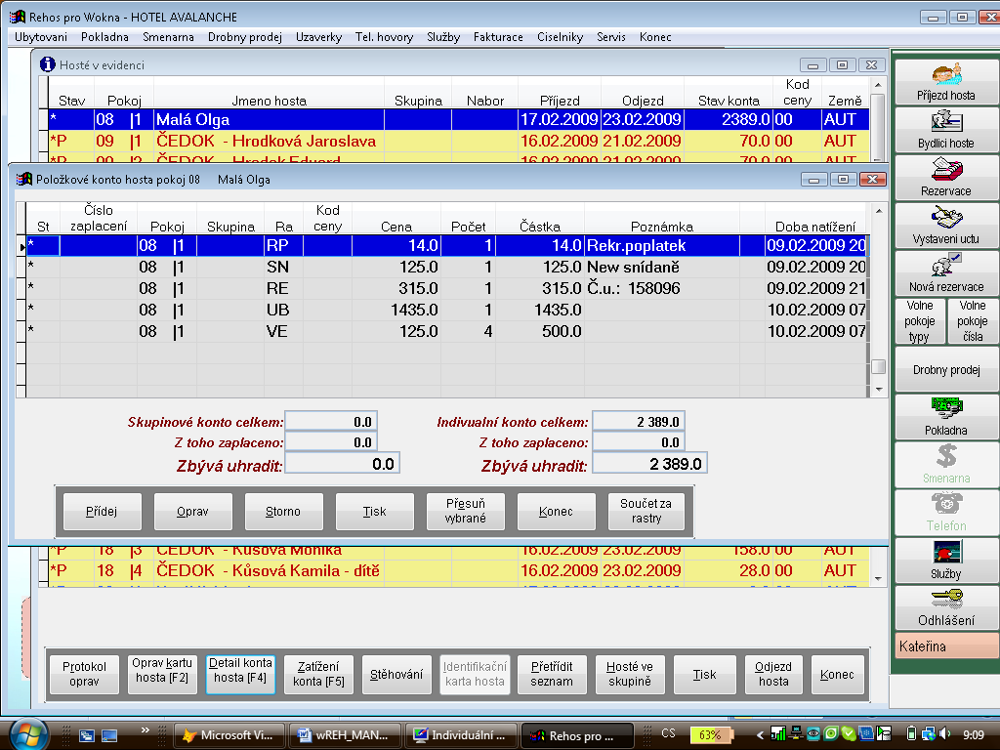 Rehos pro Wokna - HOTEL AVALANCHE
Ubytovani Pokladna Smenarna Drobny prodej Uzaverky Tel. hovory Služby Fakturace Ciselniky Servis Konec
Hosté v evidenci
Stav Pokoj Jmeno hosta Skupina Nabor Příjezd Odjezd Stav konta Kod ceny Země
* 08 |1 Malá Olga 17.02.2009 23.02.2009 2389.0 00 AUT
*P 09 |1 ČEDOK - Hrodková Jaroslava 16.02.2009 21.02.2009 70.0 00 AUT
*P 09 |2 ČEDOK - Hrodek Eduard 16.02.2009 21.02.2009 70.0 00 AUT
Položkové konto hosta pokoj 08 Malá Olga
St Číslo zaplacení Pokoj Skupina Ra Kod ceny Cena Počet Částka Poznámka Doba natížení
* 08 |1 RP 14.0 1 14.0 Rekr.poplatek 09.02.2009 20
* 08 |1 SN 125.0 1 125.0 New snídaně 09.02.2009 20
* 08 |1 RE 315.0 1 315.0 Č.u.: 158096 09.02.2009 21
* 08 |1 UB 1435.0 1 1435.0 10.02.2009 07
* 08 |1 VE 125.0 4 500.0 10.02.2009 07
Skupinové konto celkem: 0.0 Indivualní konto celkem: 2 389.0
Z toho zaplaceno: 0.0 Z toho zaplaceno: 0.0
Zbývá uhradit: 0.0 Zbývá uhradit: 2 389.0
Přidej Oprav Storno Tisk Přesuň vybrané Konec Součet za rastry
*P 18 |3 ČEDOK - Kůsová Monika 16.02.2009 23.02.2009 158.0 00 AUT
*P 18 |4 ČEDOK - Kůsová Kamila - dítě 16.02.2009 23.02.2009 28.0 00 AUT
Protokol oprav
Oprav kartu hosta [F2]
Detail konta hosta [F4]
Zatížení konta [F5]
Stěhování
Identifikační karta hosta
Přetřídit seznam
Hosté ve skupině
Tisk
Odjezd hosta
Konec
Příjezd hosta
Bydlici hoste
Rezervace
Vystaveni uctu
Nová rezervace
Volne pokoje typy
Volne pokoje čísla
Drobny prodej
Pokladna
Smenarna
Telefon
Služby
Odhlášení
Kateřina
» Microsoft Vi... wREH_MAN... Individuální ... Rehos pro ... CS 63% 9:09